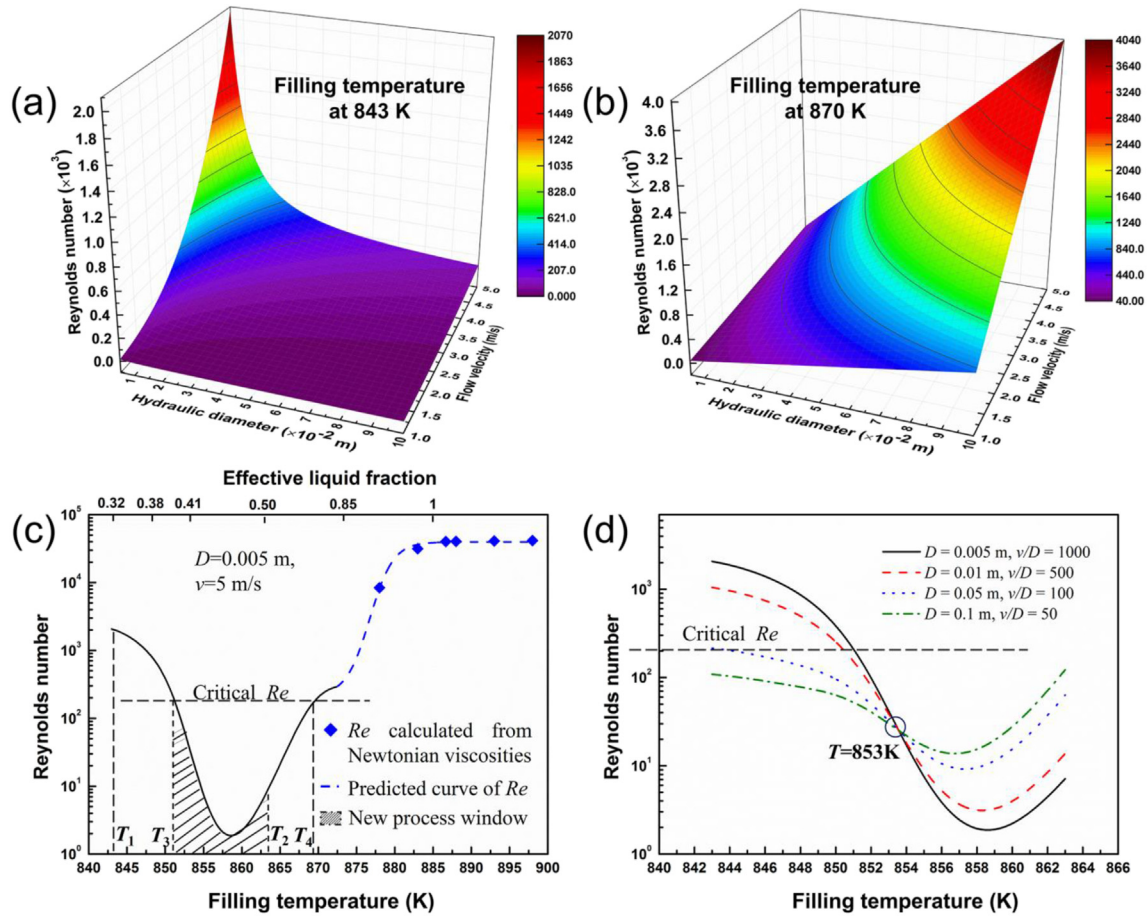 (a)
Filling temperature
at 843 K
Reynolds number (×10³)
2.0
1.8
1.6
1.4
1.2
1.0
0.8
0.6
0.4
0.2
0.0
1
2
3
4
5
6
7
8
9
10
Hydraulic diameter (×10⁻² m)
5.0
4.5
4.0
3.5
3.0
2.5
2.0
1.5
1.0
Flow velocity (m/s)
2070
1863
1656
1449
1242
1035
828.0
621.0
414.0
207.0
0.000
(b)
Filling temperature
at 870 K
Reynolds number (×10³)
4.0
3.6
3.2
2.8
2.4
2.0
1.6
1.2
0.8
0.4
0.0
1
2
3
4
5
6
7
8
9
10
Hydraulic diameter (×10⁻² m)
5.0
4.5
4.0
3.5
3.0
2.5
2.0
1.5
1.0
Flow velocity (m/s)
4040
3640
3240
2840
2440
2040
1640
1240
840.0
440.0
40.00
(c)
Effective liquid fraction
0.32 0.38 0.41 0.50 0.85 1
D=0.005 m,
v=5 m/s
Critical Re
Re calculated from
Newtonian viscosities
Predicted curve of Re
New process window
T₁ T₃ T₂ T₄
Reynolds number
10⁵
10⁴
10³
10²
10¹
10⁰
840 845 850 855 860 865 870 875 880 885 890 895 900
Filling temperature (K)
(d)
D = 0.005 m, v/D = 1000
D = 0.01 m, v/D = 500
D = 0.05 m, v/D = 100
D = 0.1 m, v/D = 50
Critical Re
T=853K
Reynolds number
10³
10²
10¹
10⁰
840 842 844 846 848 850 852 854 856 858 860 862 864 866
Filling temperature (K)